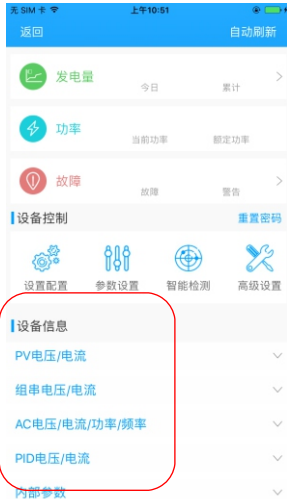 无 SIM 卡 上午10:51
返回 自动刷新
发电量 今日 累计
功率 当前功率 额定功率
故障 故障 警告
设备控制 重置密码
设置配置 参数设置 智能检测 高级设置
设备信息
PV电压/电流
组串电压/电流
AC电压/电流/功率/频率
PID电压/电流
内部参数